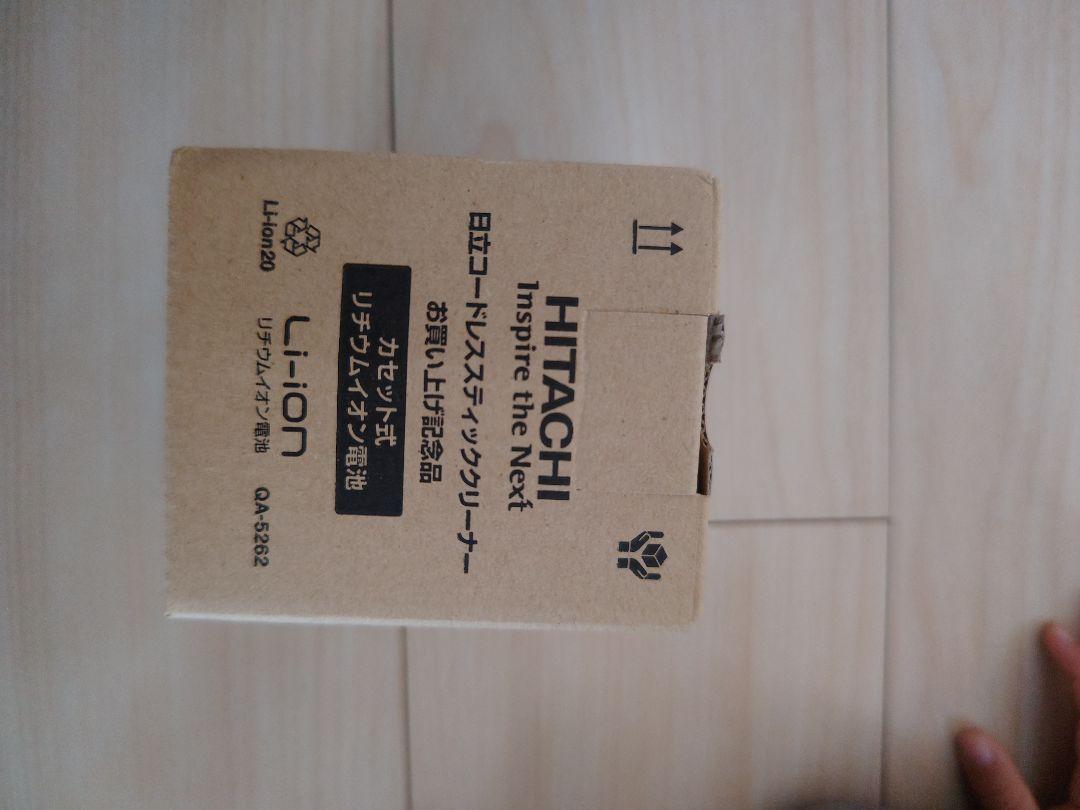 HITACHI
Inspire the Next
日立コードレススティッククリーナー
お買い上げ記念品
カセット式
リチウムイオン電池
Li-ion20
Li-ion
リチウムイオン電池
QA-5262